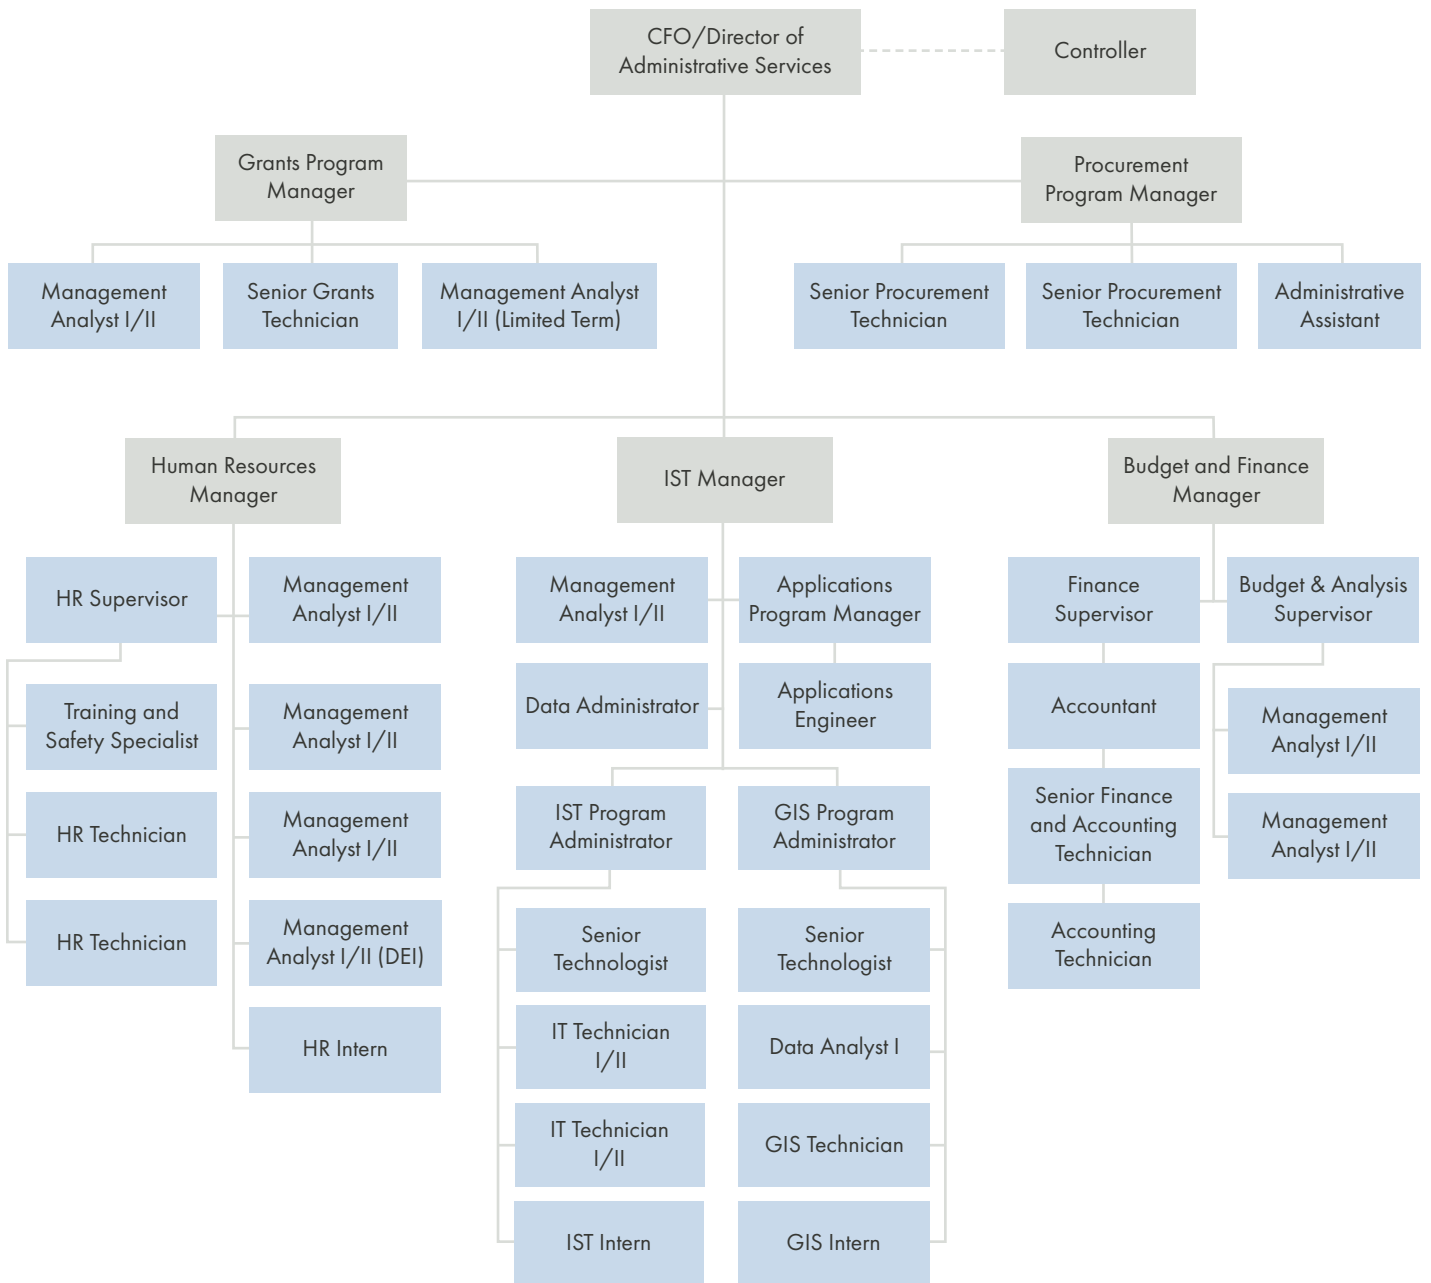 CFO/Director of
Administrative Services
Controller
Grants Program
Manager
Procurement
Program Manager
Management
Analyst I/II
Senior Grants
Technician
Management Analyst
I/II (Limited Term)
Senior Procurement
Technician
Senior Procurement
Technician
Administrative
Assistant
Human Resources
Manager
IST Manager
Budget and Finance
Manager
HR Supervisor
Management
Analyst I/II
Training and
Safety Specialist
Management
Analyst I/II
HR Technician
Management
Analyst I/II
HR Technician
Management
Analyst I/II (DEI)
HR Intern
Management
Analyst I/II
Applications
Program Manager
Data Administrator
Applications
Engineer
IST Program
Administrator
GIS Program
Administrator
Senior
Technologist
Senior
Technologist
IT Technician
I/II
Data Analyst I
IT Technician
I/II
GIS Technician
IST Intern
GIS Intern
Finance
Supervisor
Budget & Analysis
Supervisor
Accountant
Management
Analyst I/II
Senior Finance
and Accounting
Technician
Management
Analyst I/II
Accounting
Technician